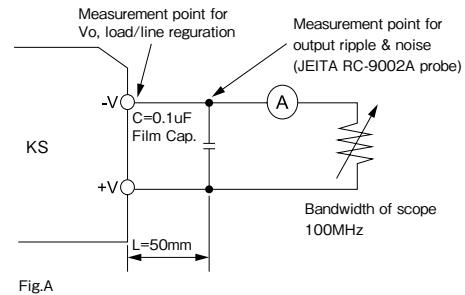 Measurement point for
Vo, load/line reguration
Measurement point for
output ripple & noise
(JEITA RC-9002A probe)
-V
C=0.1uF
Film Cap.
A
KS
+V
Bandwidth of scope
100MHz
L=50mm
Fig.A